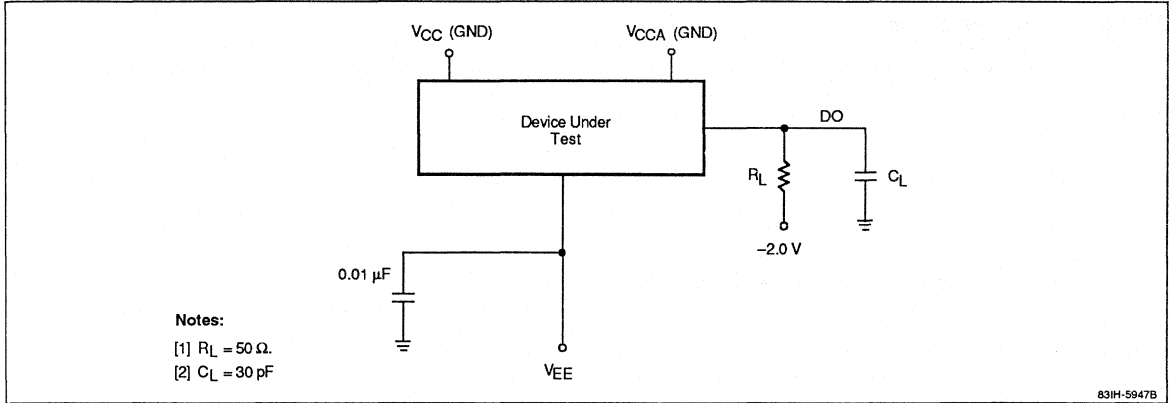 VCC (GND)
VCCA (GND)
Device Under
Test
DO
RL
CL
–2.0 V
0.01 μF
VEE
Notes:
[1] RL = 50 Ω.
[2] CL = 30 pF
83IH-5947B